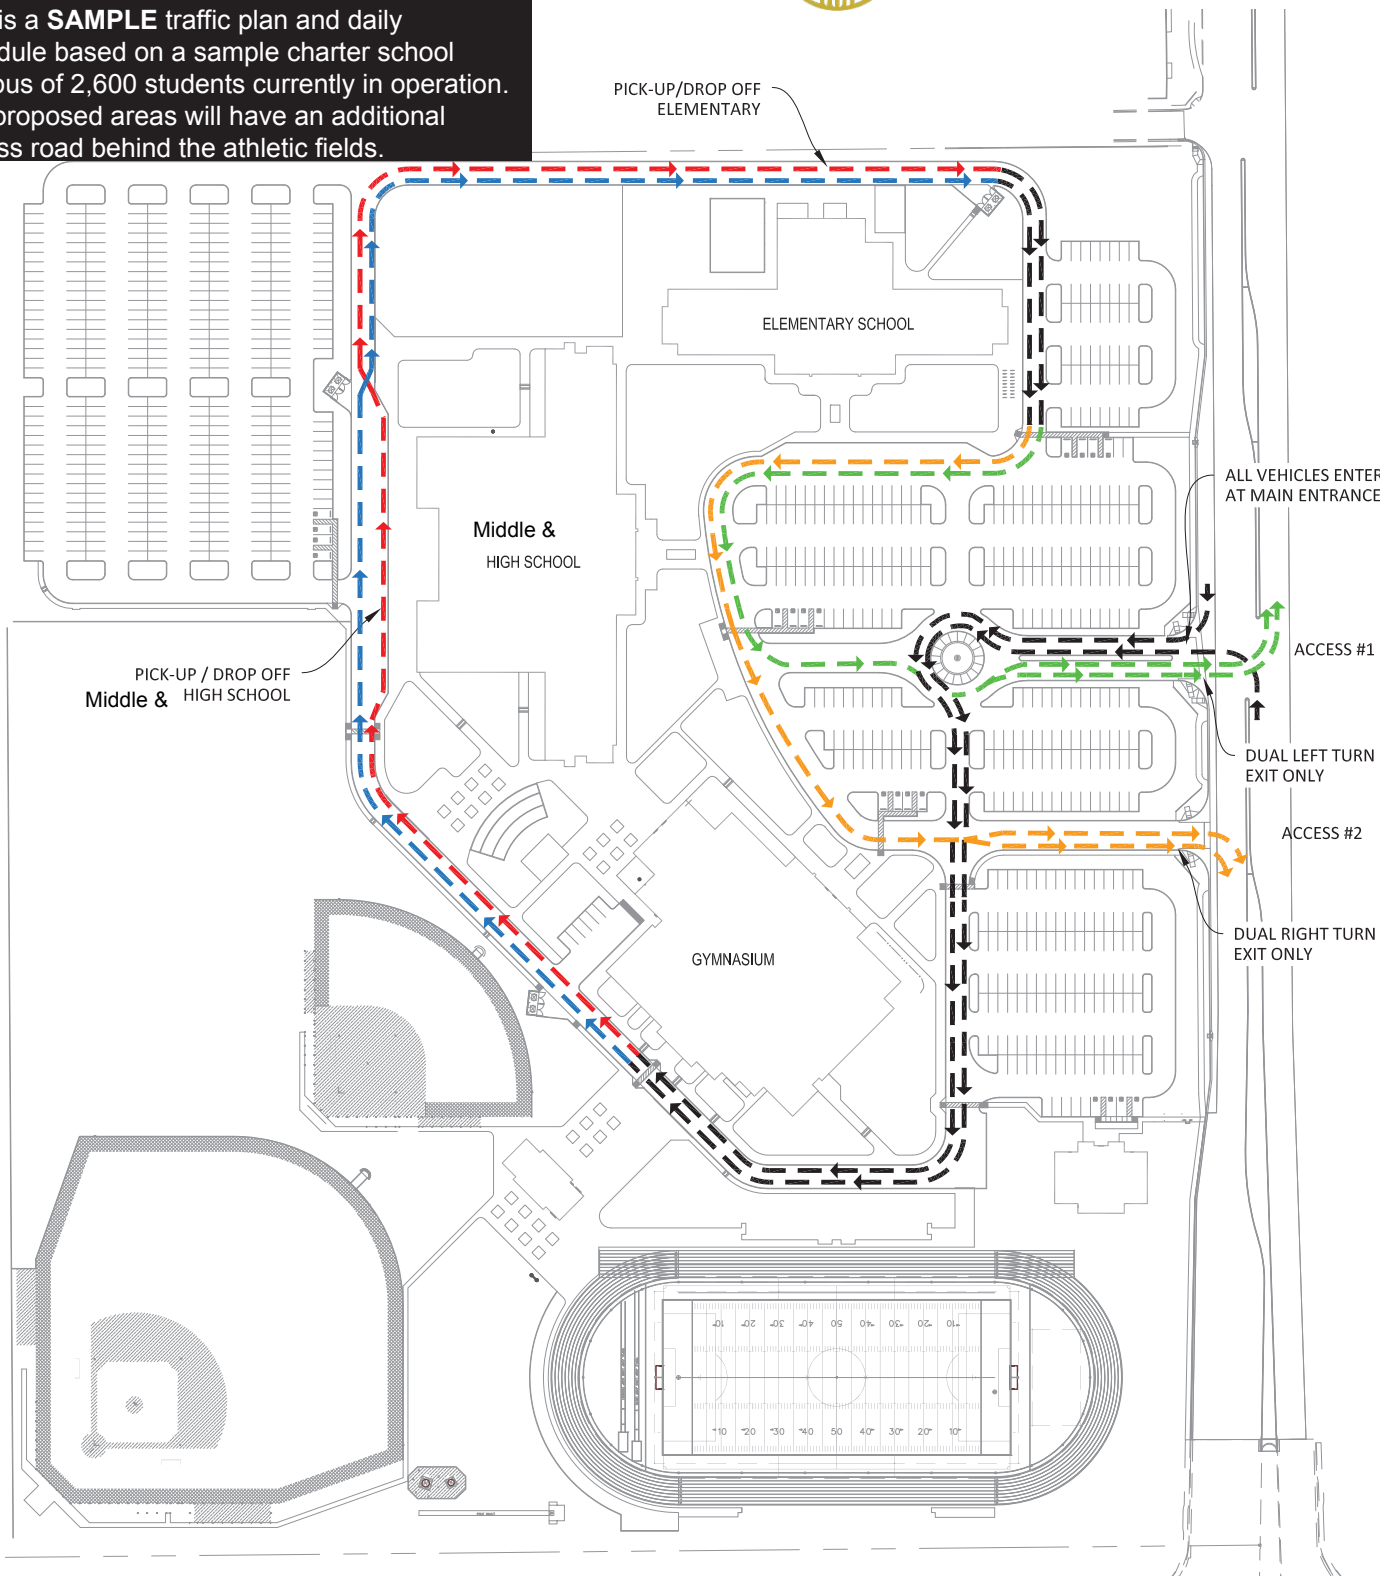 is a SAMPLE traffic plan and daily
dule based on a sample charter school
ous of 2,600 students currently in operation.
proposed areas will have an additional
ss road behind the athletic fields.
PICK-UP/DROP OFF
ELEMENTARY
ELEMENTARY SCHOOL
ALL VEHICLES ENTER
AT MAIN ENTRANCE
Middle &
HIGH SCHOOL
ACCESS #1
PICK-UP / DROP OFF
Middle & HIGH SCHOOL
DUAL LEFT TURN
EXIT ONLY
ACCESS #2
DUAL RIGHT TURN
EXIT ONLY
GYMNASIUM
10 20 30 40 50 40 30 20 10
10 20 30 40 50 40 30 20 10